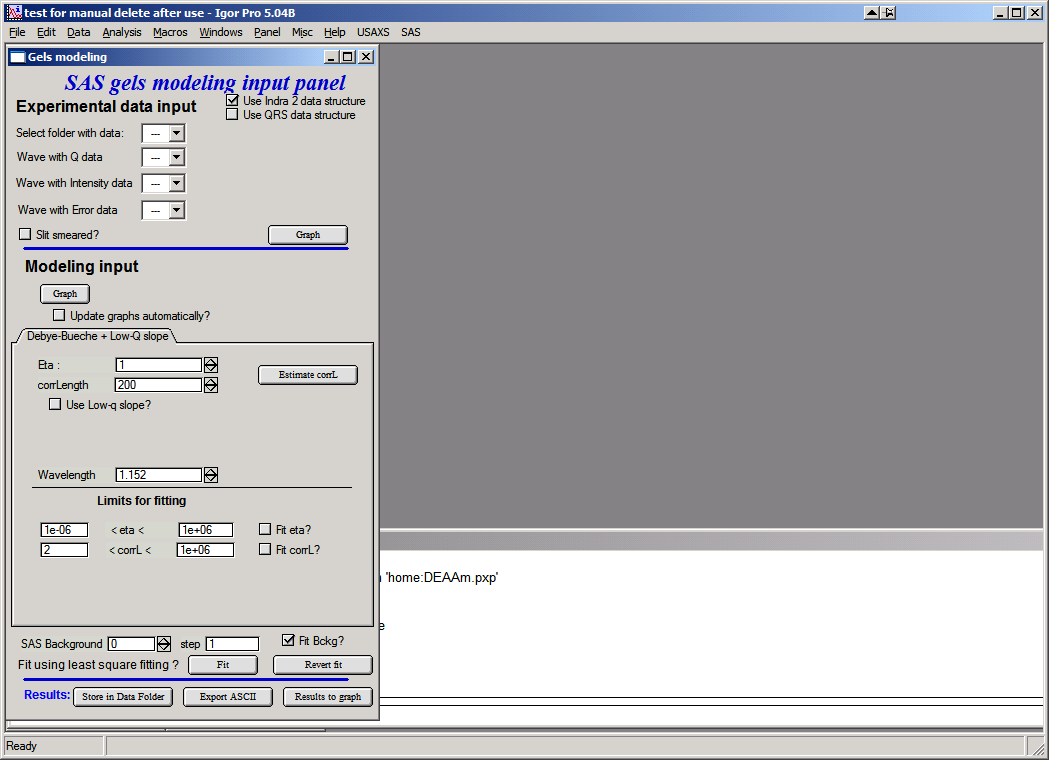 test for manual delete after use - Igor Pro 5.04B
File Edit Data Analysis Macros Windows Panel Misc Help USAXS SAS
Gels modeling
SAS gels modeling input panel
Experimental data input
Use Indra 2 data structure
Use QRS data structure
Select folder with data: ---
Wave with Q data ---
Wave with Intensity data ---
Wave with Error data ---
Slit smeared? Graph
Modeling input
Graph
Update graphs automatically?
Debye-Bueche + Low-Q slope
Eta : 1
Estimate corrL
corrLength 200
Use Low-q slope?
Wavelength 1.152
Limits for fitting
1e-06 < eta < 1e+06 Fit eta?
2 < corrL < 1e+06 Fit corrL?
'home:DEAAm.pxp'
e
SAS Background 0 step 1 Fit Bckg?
Fit using least square fitting ? Fit Revert fit
Results: Store in Data Folder Export ASCII Results to graph
Ready